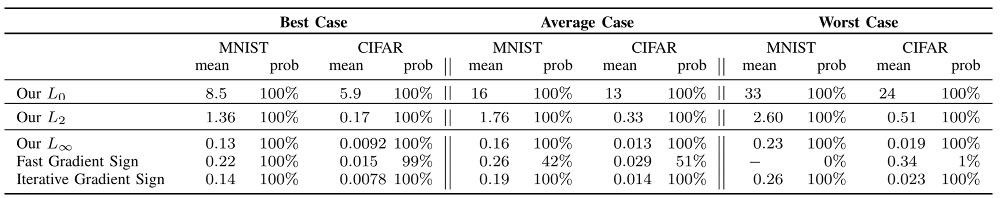 Best Case Average Case Worst Case
MNIST CIFAR MNIST CIFAR MNIST CIFAR
mean prob mean prob || mean prob mean prob || mean prob mean prob
Our L₀ 8.5 100% 5.9 100% || 16 100% 13 100% || 33 100% 24 100%
Our L₂ 1.36 100% 0.17 100% || 1.76 100% 0.33 100% || 2.60 100% 0.51 100%
Our L∞ 0.13 100% 0.0092 100% || 0.16 100% 0.013 100% || 0.23 100% 0.019 100%
Fast Gradient Sign 0.22 100% 0.015 99% || 0.26 42% 0.029 51% || − 0% 0.34 1%
Iterative Gradient Sign 0.14 100% 0.0078 100% || 0.19 100% 0.014 100% || 0.26 100% 0.023 100%